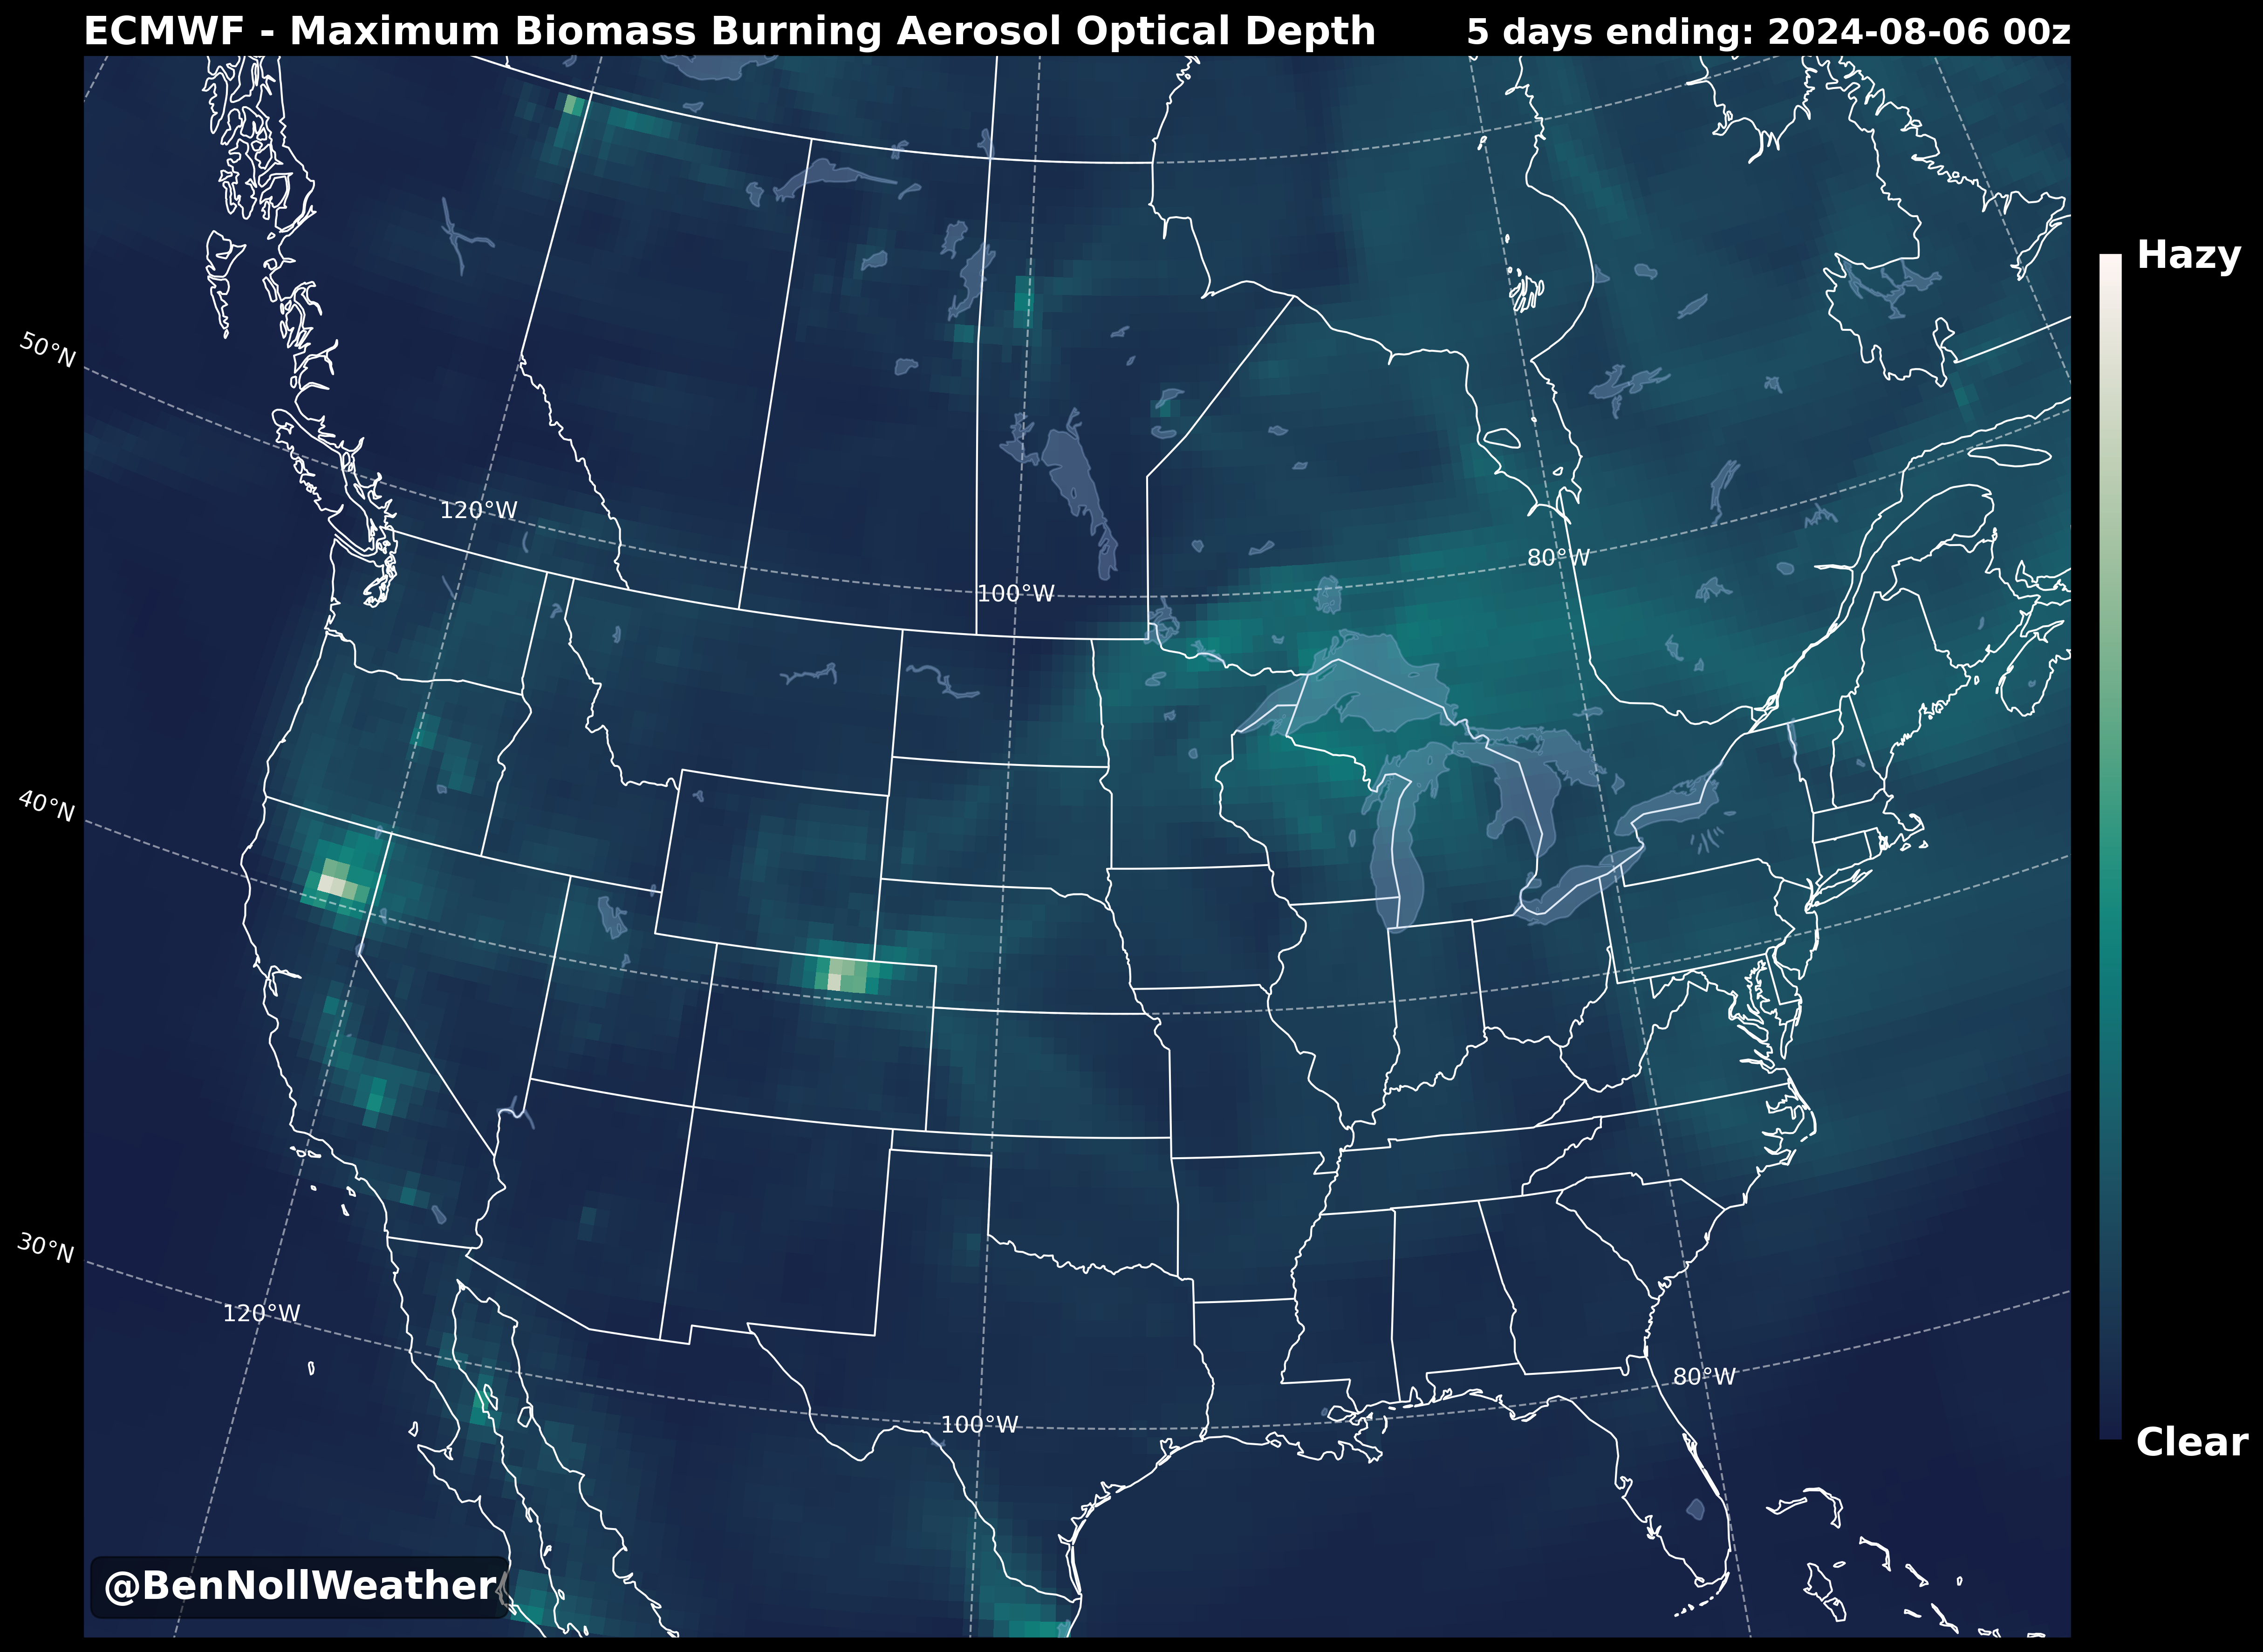 ECMWF - Maximum Biomass Burning Aerosol Optical Depth
5 days ending: 2024-08-06 00z
Hazy
50°N
120°W
100°W
80°W
40°N
30°N
120°W
80°W
100°W
Clear
@BenNollWeather